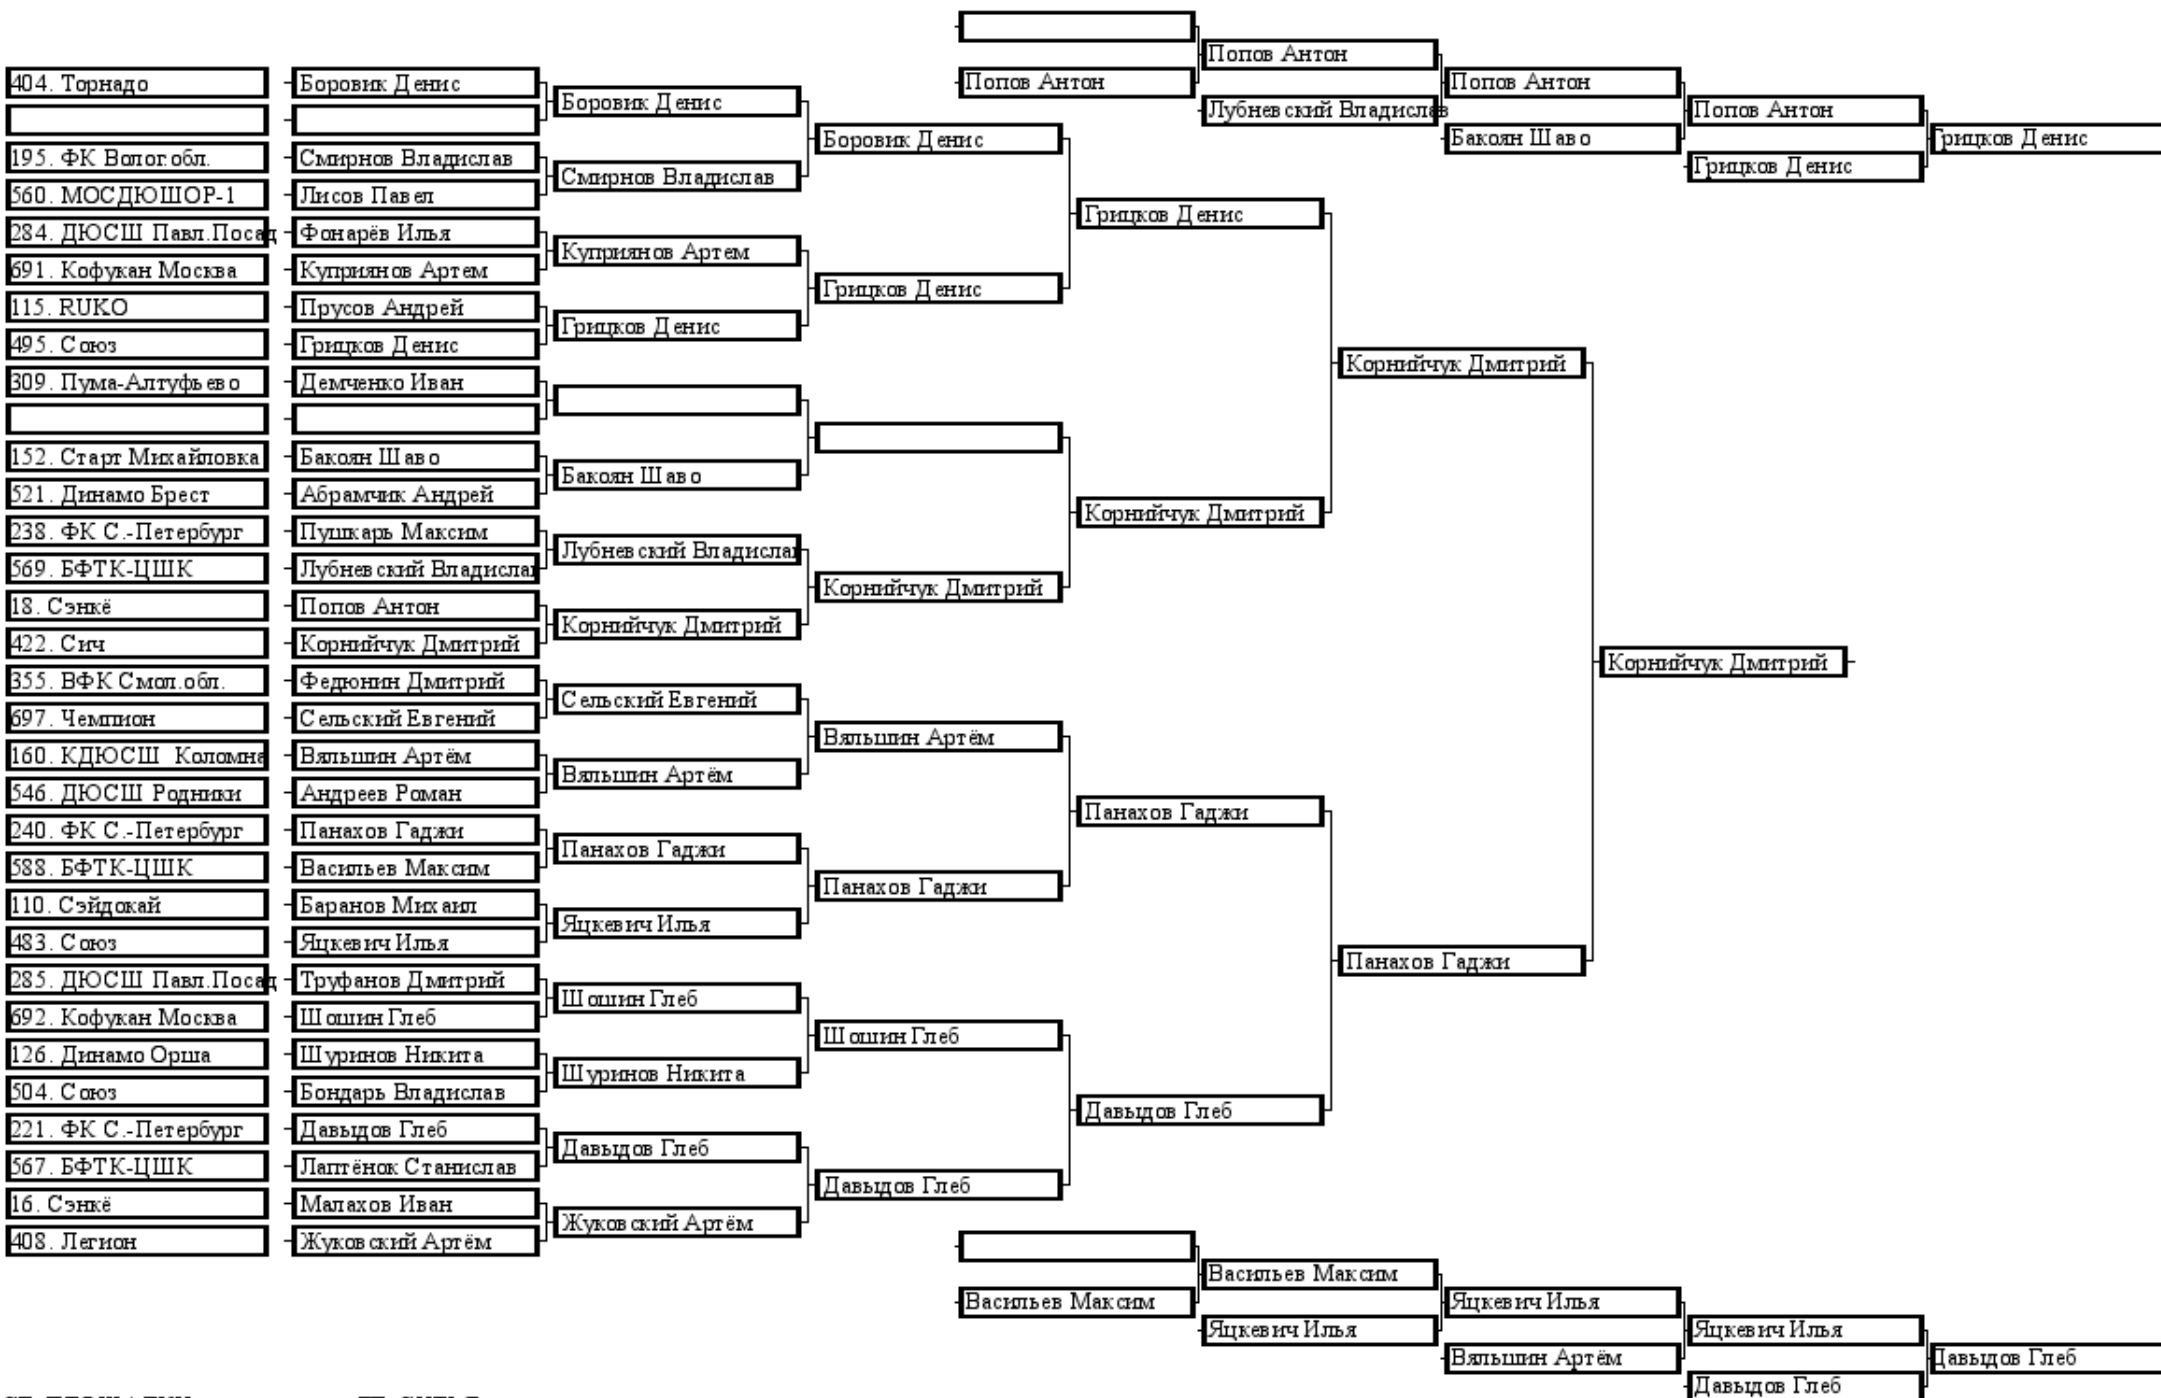 Попов Антон
404. Торнадо Боровик Денис Попов Антон Попов Антон
Боровик Денис Лубневский Владислав Попов Антон
Боровик Денис Бакоян Шаво Грицков Денис
195. ФК Волог.обл. Смирнов Владислав Грицков Денис
Смирнов Владислав
560. МОСДЮШОР-1 Лисов Павел
Грицков Денис
284. ДЮСШ Павл.Посад Фонарёв Илья
Куприянов Артем
691. Кофукан Москва Куприянов Артем
Грицков Денис
115. RUKO Прусов Андрей
Грицков Денис
495. Союз Грицков Денис
Корнийчук Дмитрий
309. Пума-Алтуфьево Демченко Иван
152. Старт Михайловка Бакоян Шаво
Бакоян Шаво
521. Динамо Брест Абрамчик Андрей
Корнийчук Дмитрий
238. ФК С.-Петербург Пушкарь Максим
Лубневский Владислав
569. БФТК-ЦШК Лубневский Владислав
Корнийчук Дмитрий
18. Сэнкё Попов Антон
Корнийчук Дмитрий
422. Сич Корнийчук Дмитрий
Корнийчук Дмитрий
355. ВФК Смол.обл. Федюнин Дмитрий
Сельский Евгений
697. Чемпион Сельский Евгений
Вяльшин Артём
160. КДЮСШ Коломна Вяльшин Артём
Вяльшин Артём
546. ДЮСШ Родники Андреев Роман
Панахов Гаджи
240. ФК С.-Петербург Панахов Гаджи
Панахов Гаджи
588. БФТК-ЦШК Васильев Максим
Панахов Гаджи
110. Сэйдокай Баранов Михаил
Яцкевич Илья
483. Союз Яцкевич Илья
Панахов Гаджи
285. ДЮСШ Павл.Посад Труфанов Дмитрий
Шошин Глеб
692. Кофукан Москва Шошин Глеб
Шошин Глеб
126. Динамо Орша Шуринов Никита
Шуринов Никита
504. Союз Бондарь Владислав
Давыдов Глеб
221. ФК С.-Петербург Давыдов Глеб
Давыдов Глеб
567. БФТК-ЦШК Лаптёнок Станислав
Давыдов Глеб
16. Сэнкё Малахов Иван
Жуковский Артём
408. Легион Жуковский Артём
Васильев Максим
Васильев Максим Яцкевич Илья
Яцкевич Илья Яцкевич Илья
Вяльшин Артём Давыдов Глеб
Давыдов Глеб